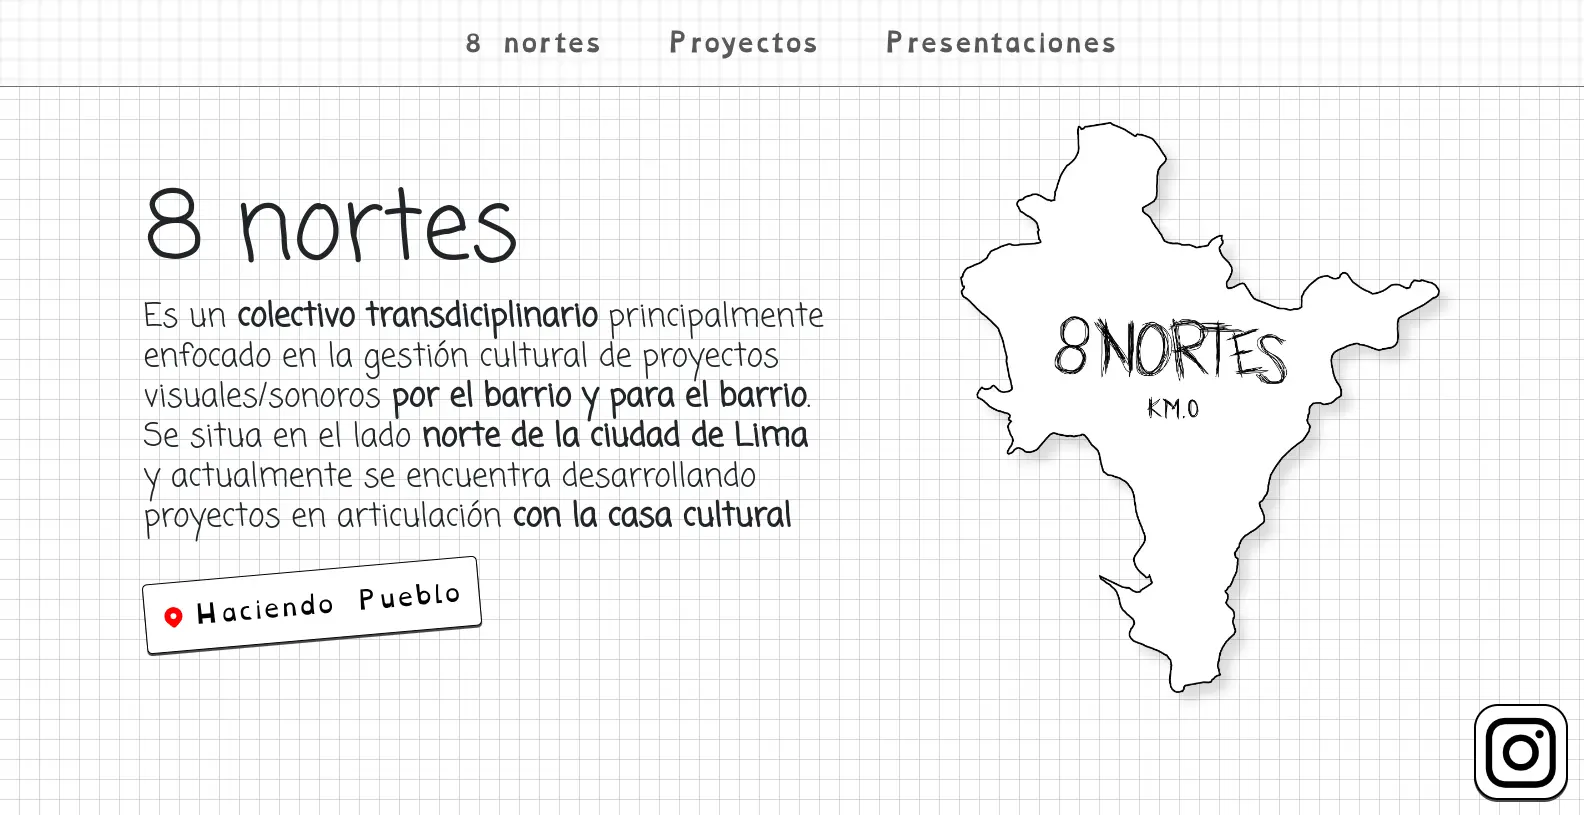 8 nortes
Proyectos
Presentaciones
8 nortes
Es un colectivo transdiciplinario principalmente
enfocado en la gestión cultural de proyectos
visuales/sonoros por el barrio y para el barrio.
Se situa en el lado norte de la ciudad de Lima
y actualmente se encuentra desarrollando
proyectos en articulación con la casa cultural
Haciendo Pueblo
8 NORTES
KM.0